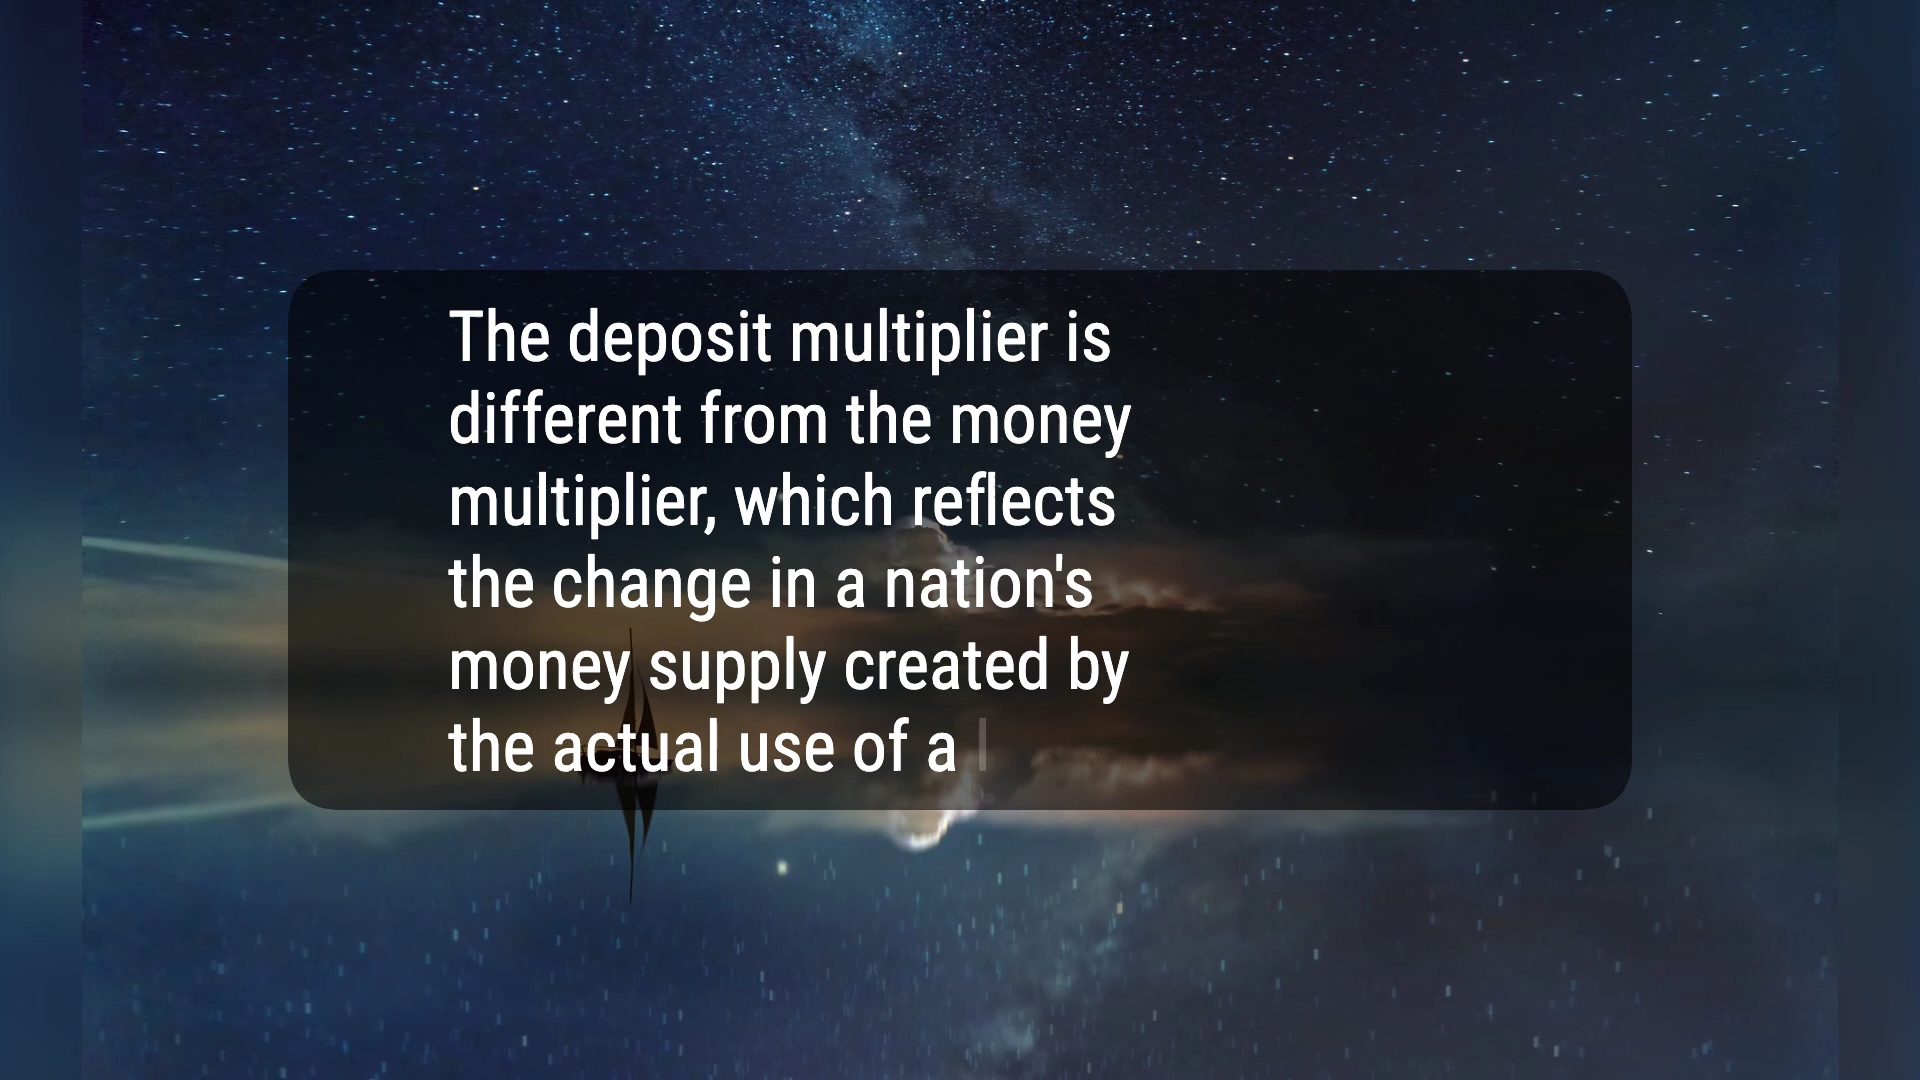 The deposit multiplier is
different from the money
multiplier, which reflects
the change in a nation's
money supply created by
the actual use of a l